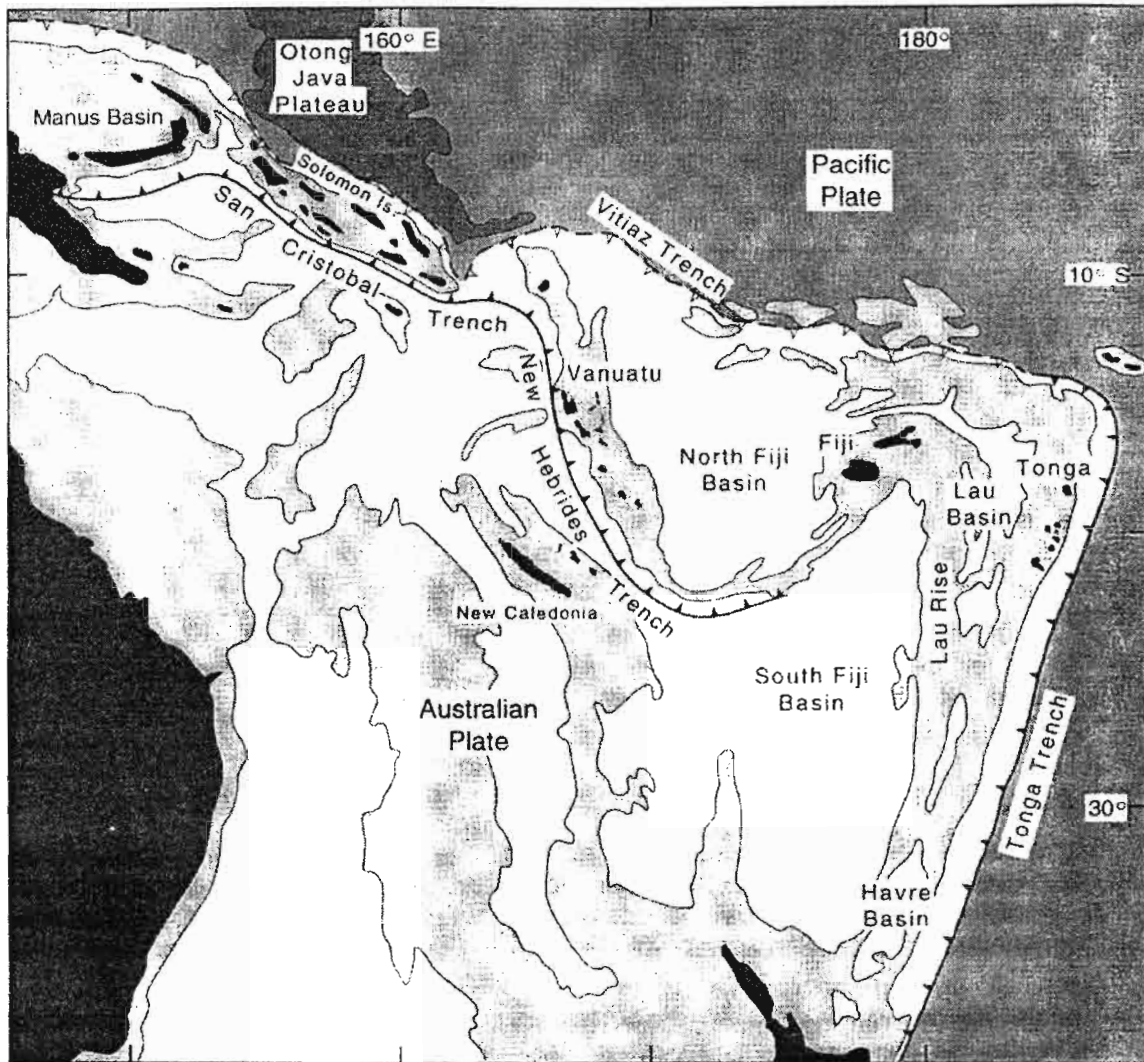 160° E
180°
Otong
Java
Plateau
Manus Basin
Pacific
Plate
Solomon Is.
Vitiaz Trench
San
Cristobal
Trench
10° S
New
Hebrides
Trench
Vanuatu
North Fiji
Basin
Fiji
Tonga
Lau
Basin
New Caledonia
Lau Rise
South Fiji
Basin
Australian
Plate
Tonga Trench
30°
Havre
Basin